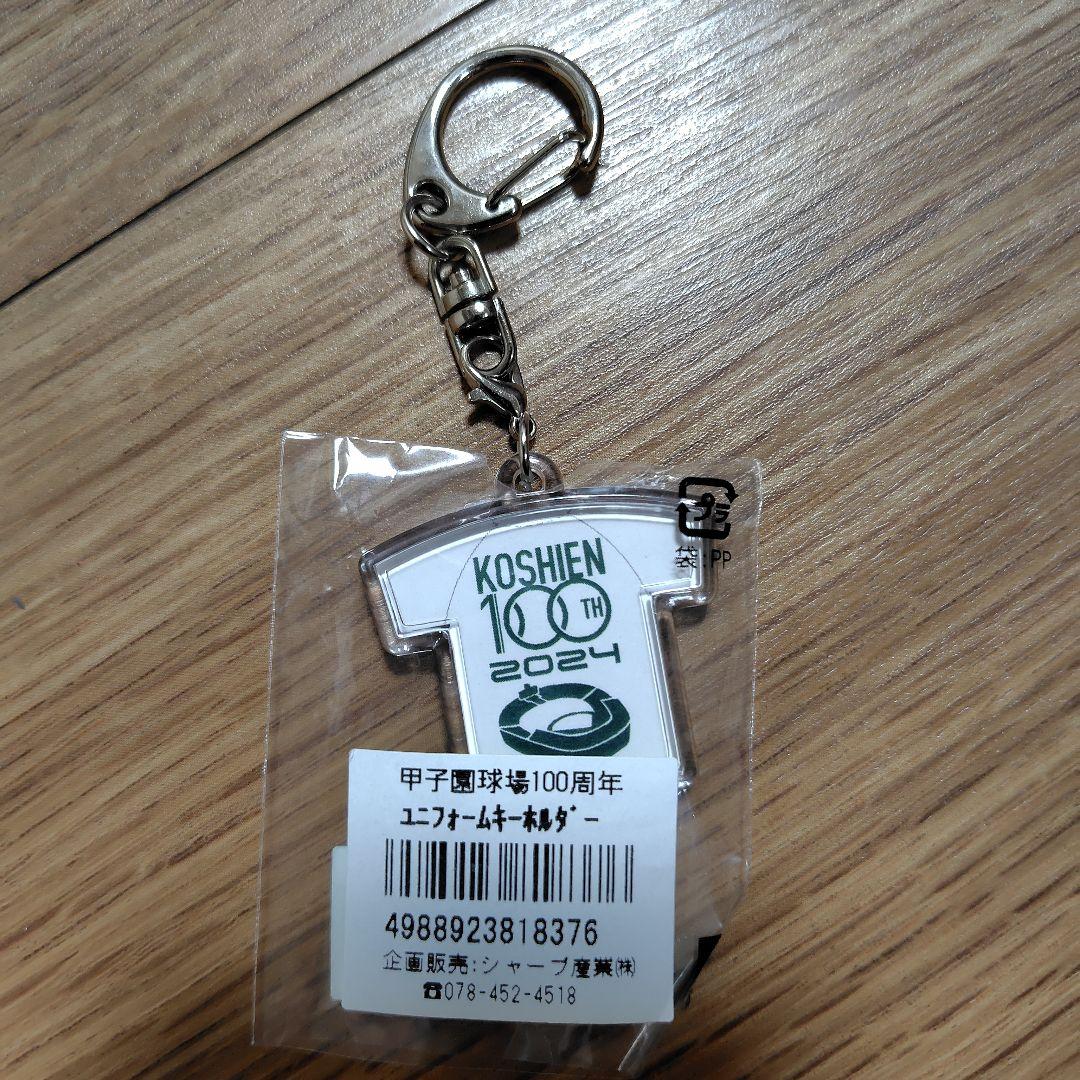 プラ
袋:PP
KOSHIEN
100TH
2024
甲子園球場100周年
ユニフォームキーホルダー
4988923818376
企画販売:シャープ産業㈱
☎078-452-4518